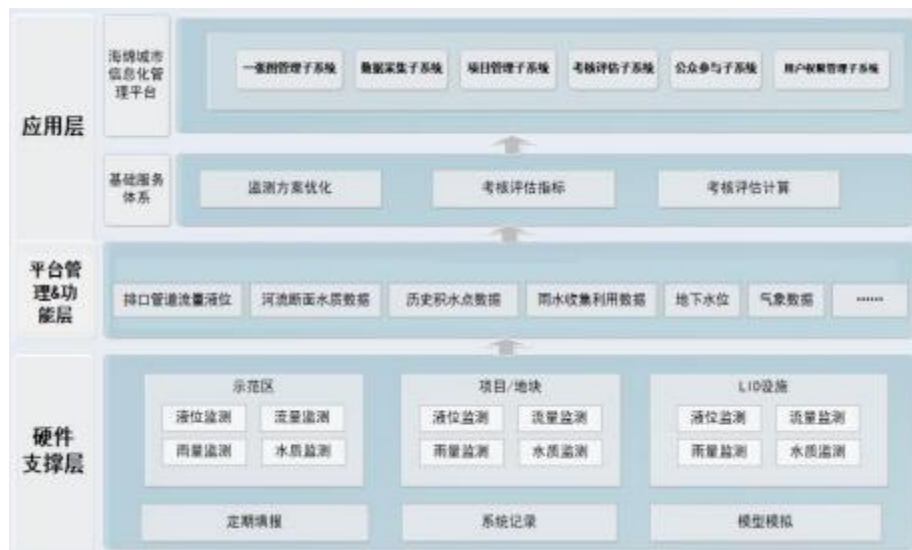 海绵城市
信息化管
理平台
一张图管理子系统
数据采集子系统
项目管理子系统
考核评估子系统
公众参与子系统
用户权限管理子系统
应用层
基础服务
体系
监测方案优化
考核评估指标
考核评估计算
平台管
理&功
能层
排口管道流量液位
河流断面水质数据
历史积水点数据
雨水收集利用数据
地下水位
气象数据
······
硬件
支撑层
示范区
液位监测
流量监测
雨量监测
水质监测
项目/地块
液位监测
流量监测
雨量监测
水质监测
LID设施
液位监测
流量监测
雨量监测
水质监测
定期填报
系统记录
模型模拟